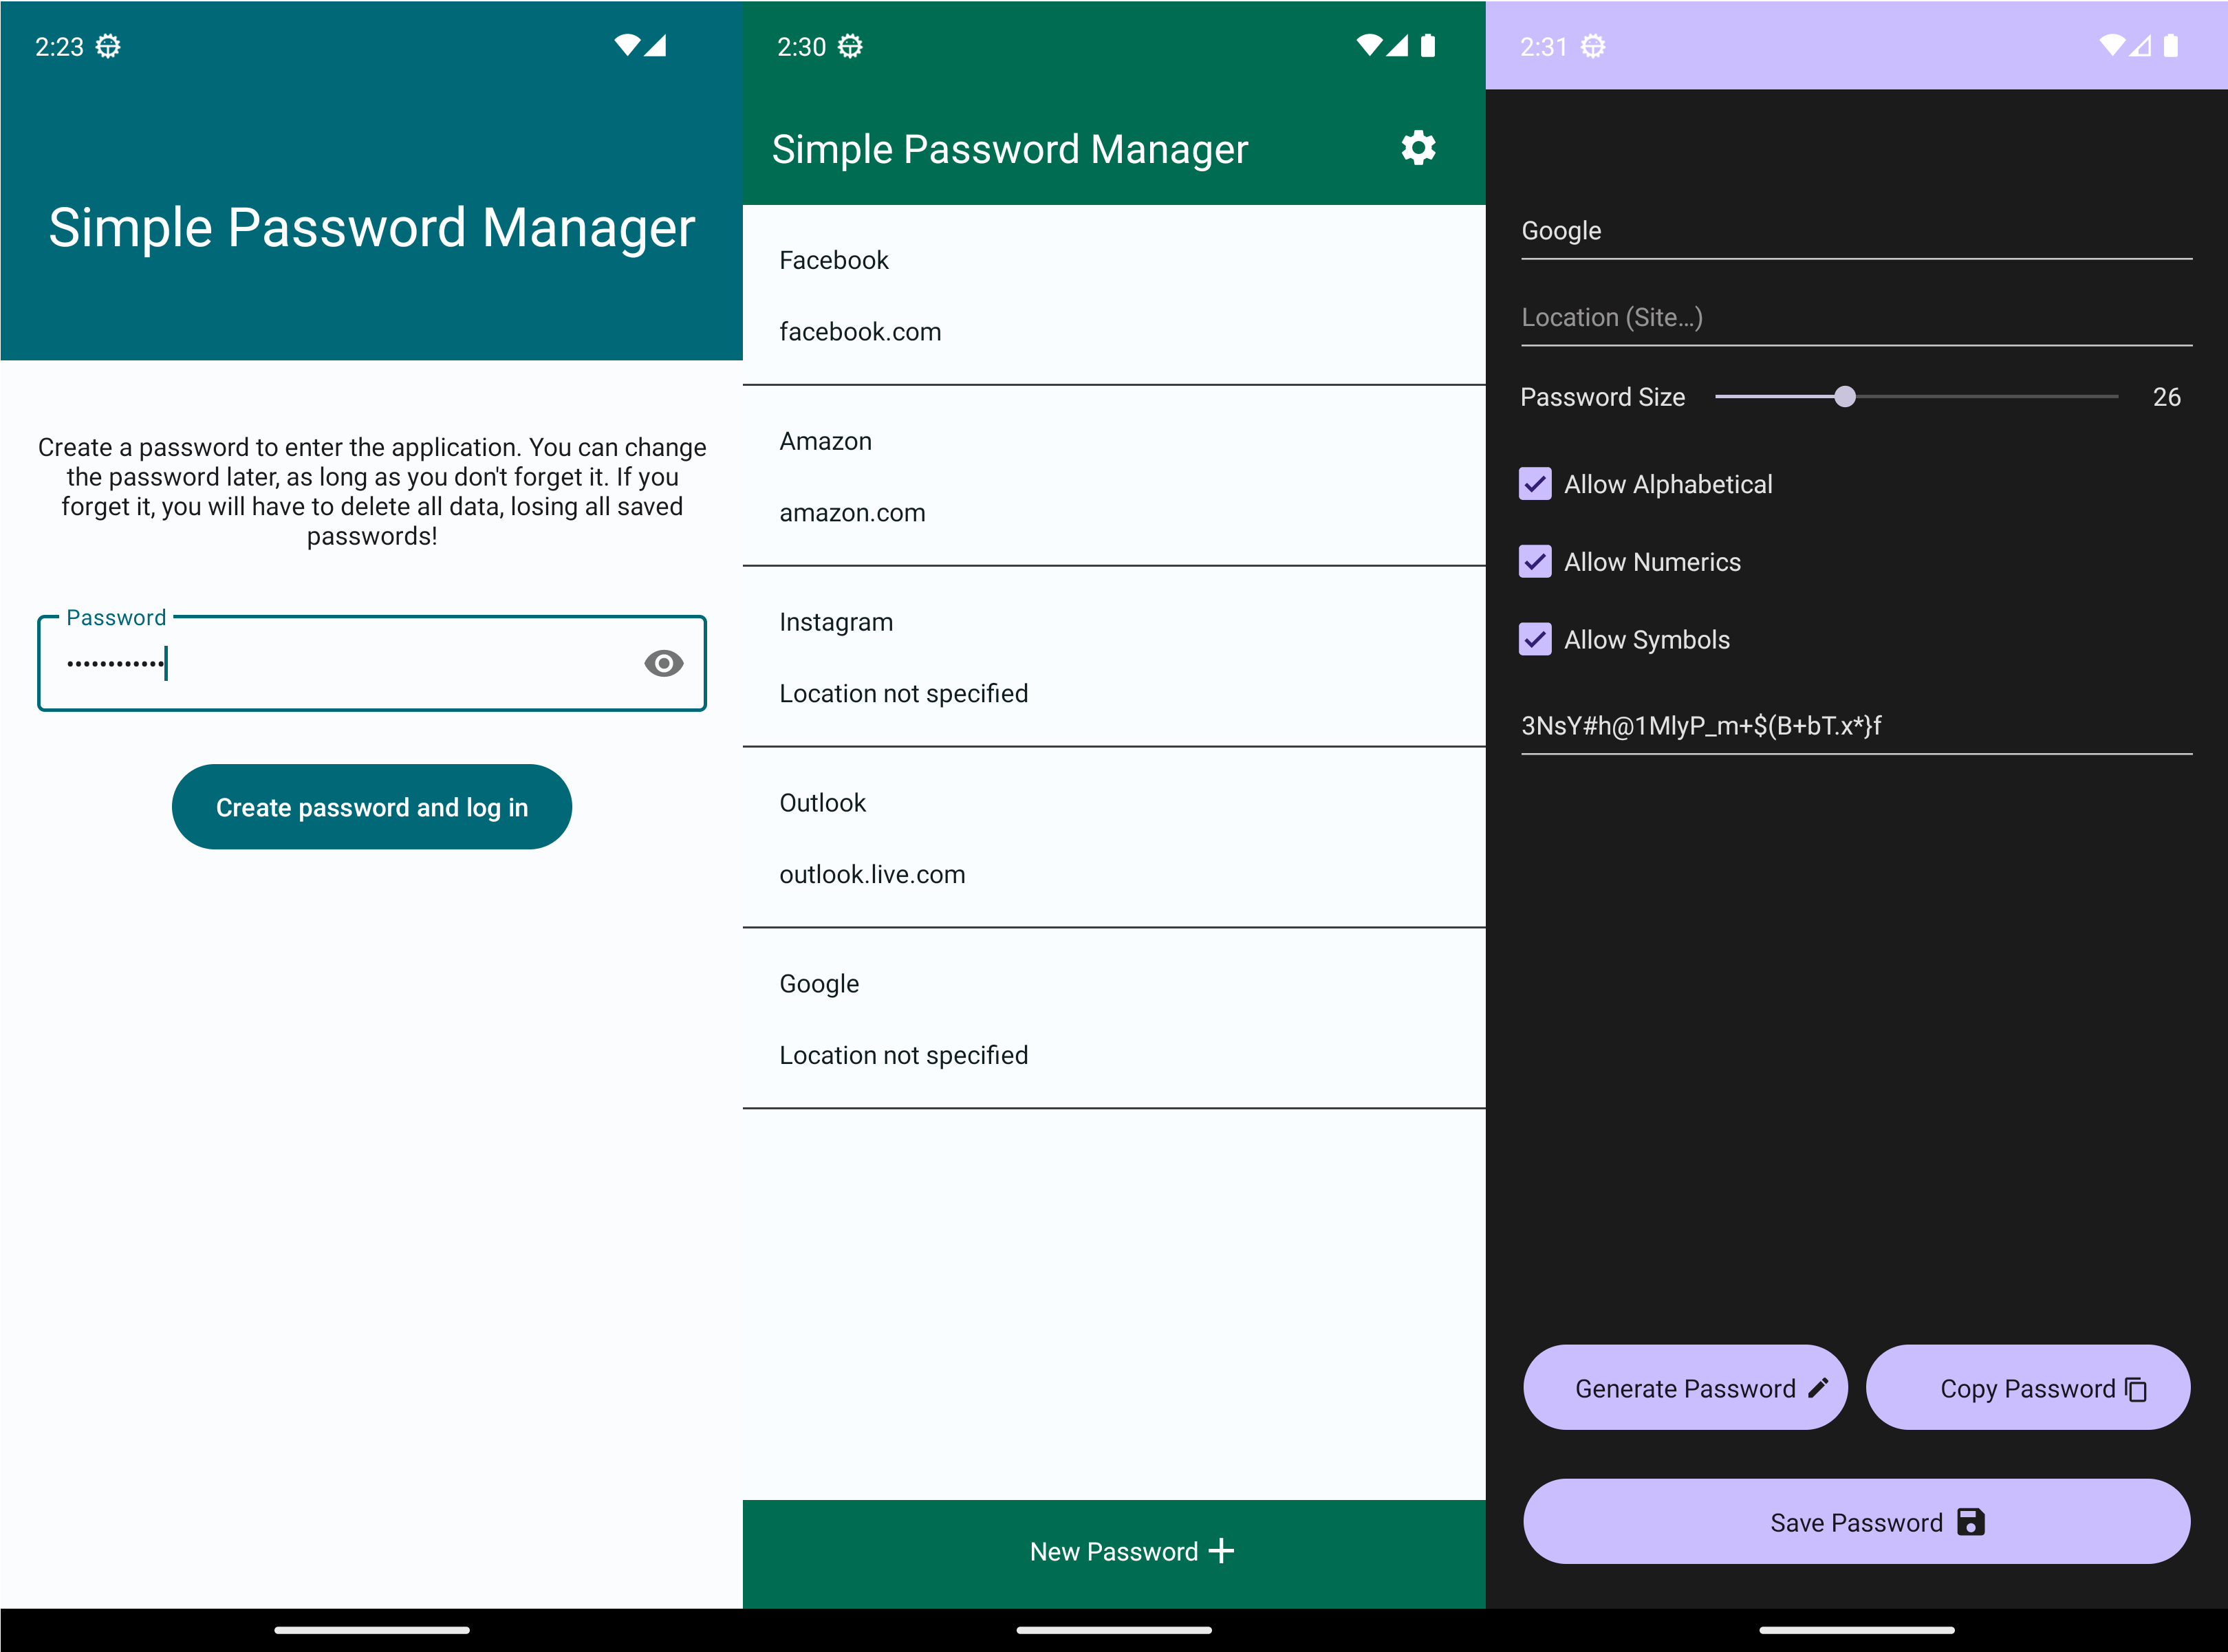 2:23
Simple Password Manager
Create a password to enter the application. You can change
the password later, as long as you don't forget it. If you
forget it, you will have to delete all data, losing all saved
passwords!
Password
••••••••••••
Create password and log in
2:30
Simple Password Manager
Facebook
facebook.com
Amazon
amazon.com
Instagram
Location not specified
Outlook
outlook.live.com
Google
Location not specified
New Password
2:31
Google
Location (Site...)
Password Size 26
Allow Alphabetical
Allow Numerics
Allow Symbols
3NsY#h@1MlyP_m+$(B+bT.x*}f
Generate Password
Copy Password
Save Password